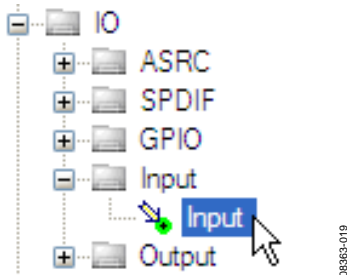 IO
ASRC
SPDIF
GPIO
Input
Input
Output
08363-019